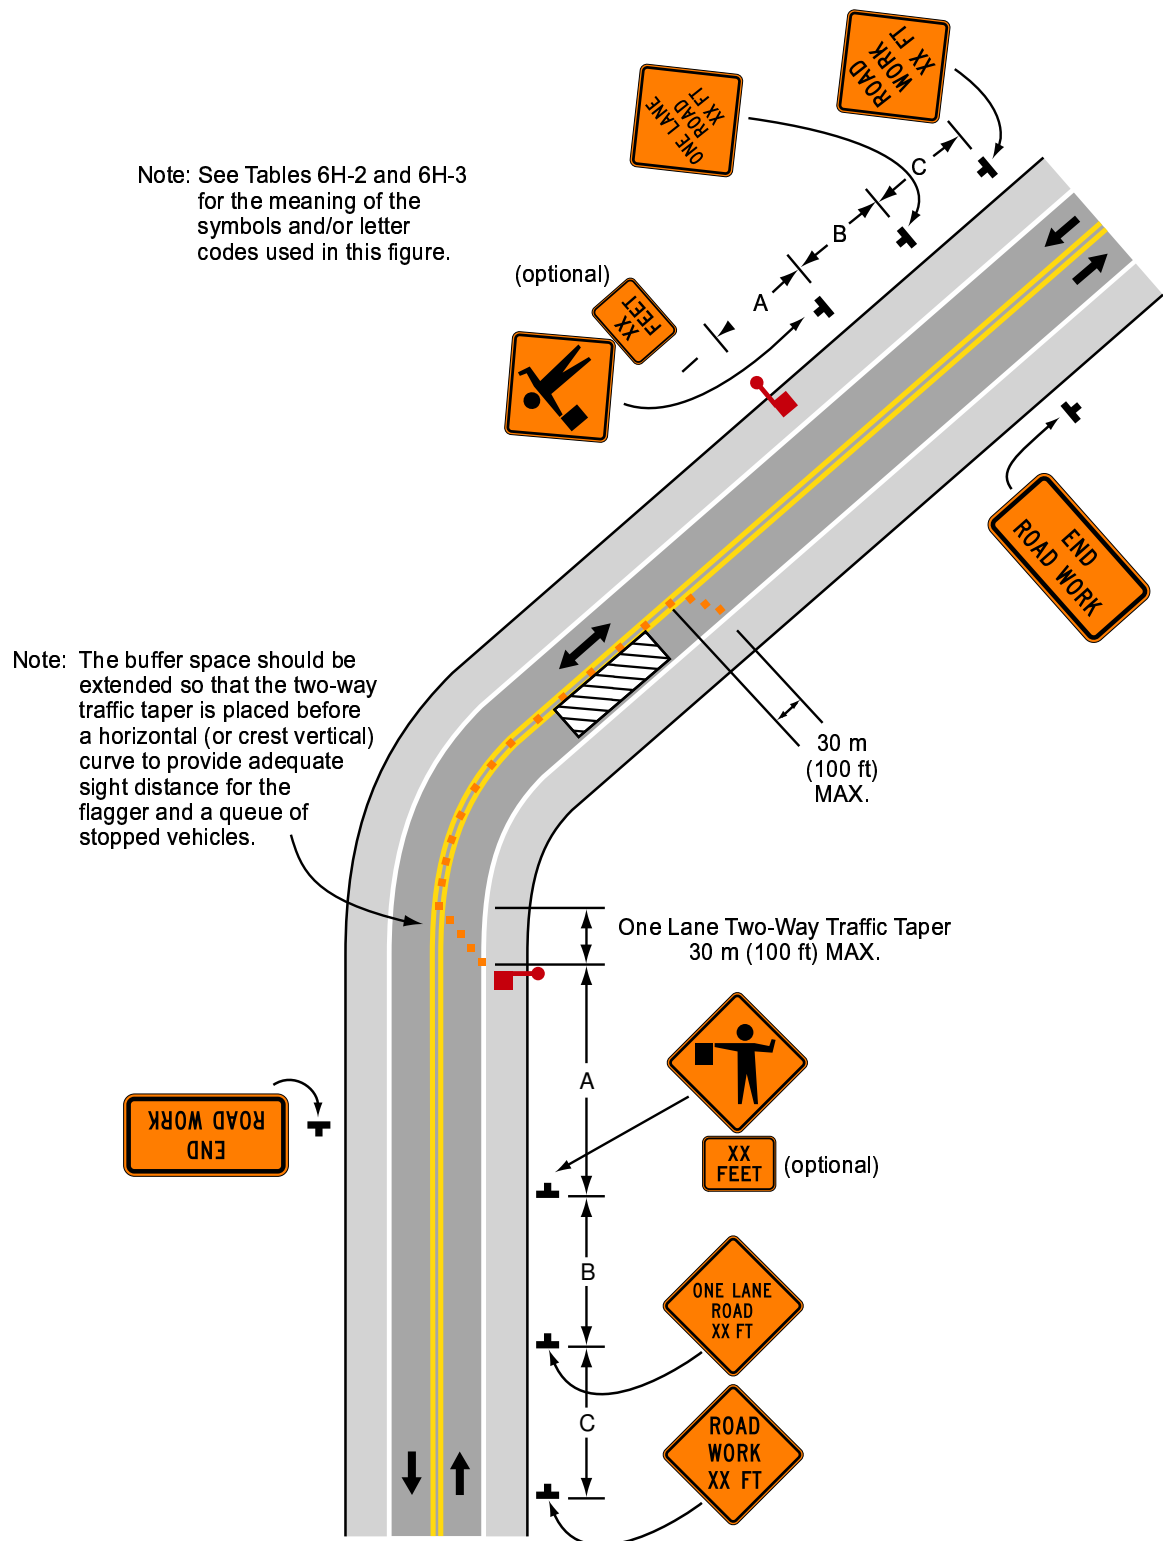 ROAD
WORK
XX FT
ONE LANE
ROAD
XX FT
Note: See Tables 6H-2 and 6H-3
for the meaning of the
symbols and/or letter
codes used in this figure.
C
B
A
(optional)
XX
FEET
END
ROAD WORK
Note: The buffer space should be
extended so that the two-way
traffic taper is placed before
a horizontal (or crest vertical)
curve to provide adequate
sight distance for the
flagger and a queue of
stopped vehicles.
30 m
(100 ft)
MAX.
One Lane Two-Way Traffic Taper
30 m (100 ft) MAX.
A
END
ROAD WORK
XX
FEET
(optional)
B
ONE LANE
ROAD
XX FT
C
ROAD
WORK
XX FT